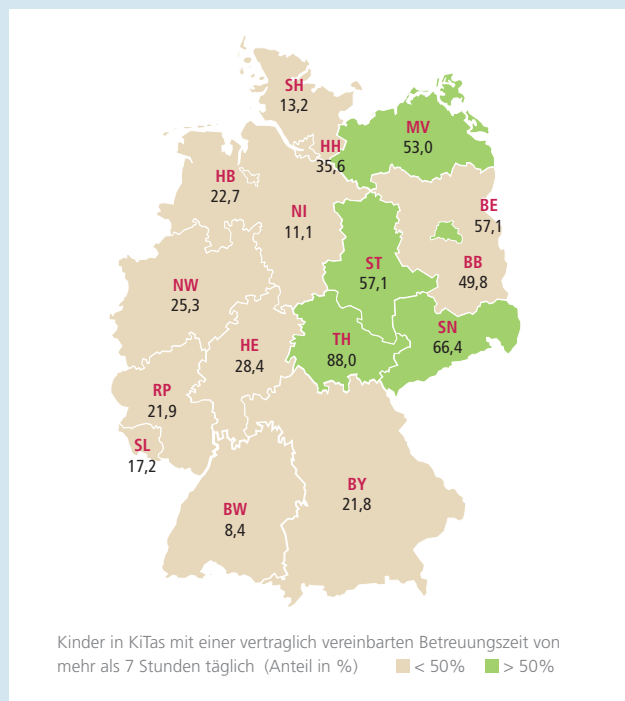 SH
13,2
MV
53,0
HH
35,6
HB
22,7
BE
57,1
NI
11,1
ST
57,1
BB
49,8
NW
25,3
SN
66,4
TH
88,0
HE
28,4
RP
21,9
SL
17,2
BY
21,8
BW
8,4
Kinder in KiTas mit einer vertraglich vereinbarten Betreuungszeit von
mehr als 7 Stunden täglich (Anteil in %) < 50% > 50%